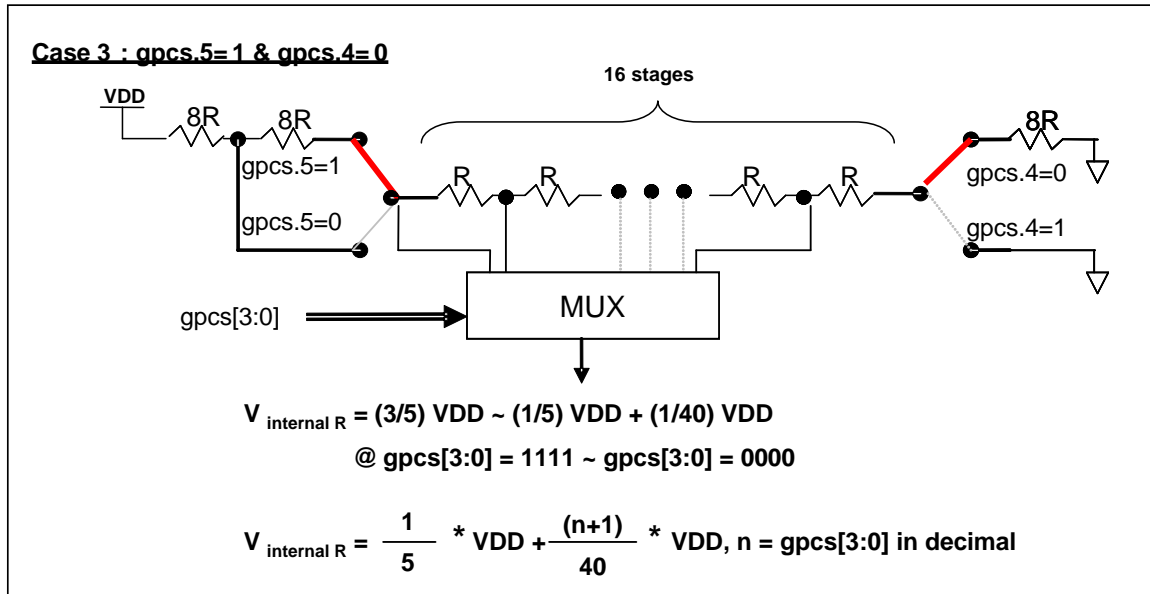 Case 3 : gpcs.5=1 & gpcs.4=0
16 stages
VDD
8R
8R
8R
gpcs.5=1
R
R
R
R
gpcs.4=0
gpcs.5=0
gpcs.4=1
gpcs[3:0]
MUX
V internal R = (3/5) VDD ~ (1/5) VDD + (1/40) VDD
@ gpcs[3:0] = 1111 ~ gpcs[3:0] = 0000
V internal R = 1/5 * VDD + (n+1)/40 * VDD, n = gpcs[3:0] in decimal